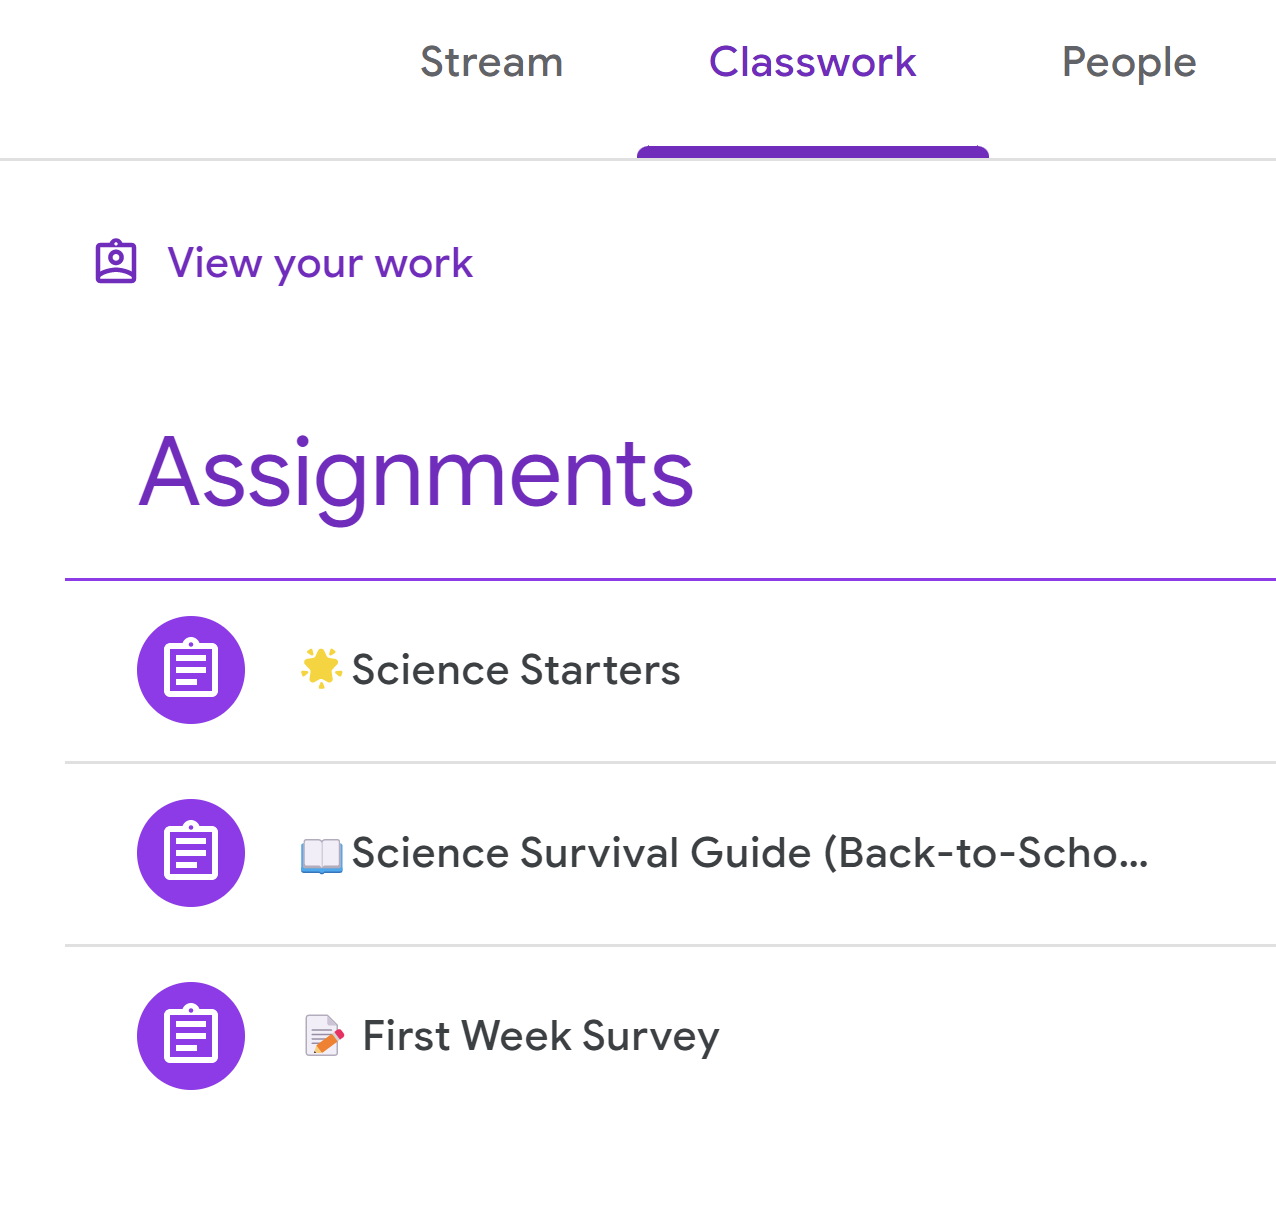 Stream Classwork People
View your work
Assignments
🌟 Science Starters
📖 Science Survival Guide (Back-to-Scho...
📝 First Week Survey